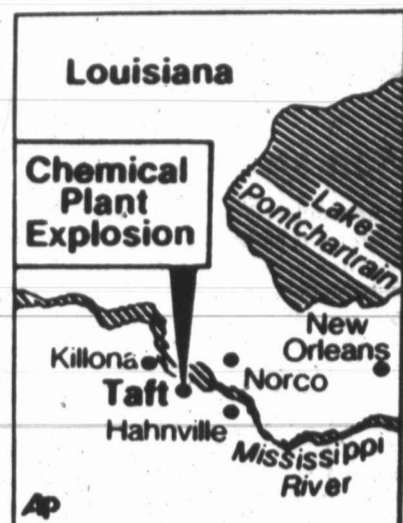 Louisiana
Chemical
Plant
Explosion
Lake
Pontchartrain
New
Orleans
Killona
Norco
Taft
Hahnville
Mississippi
River
Ap